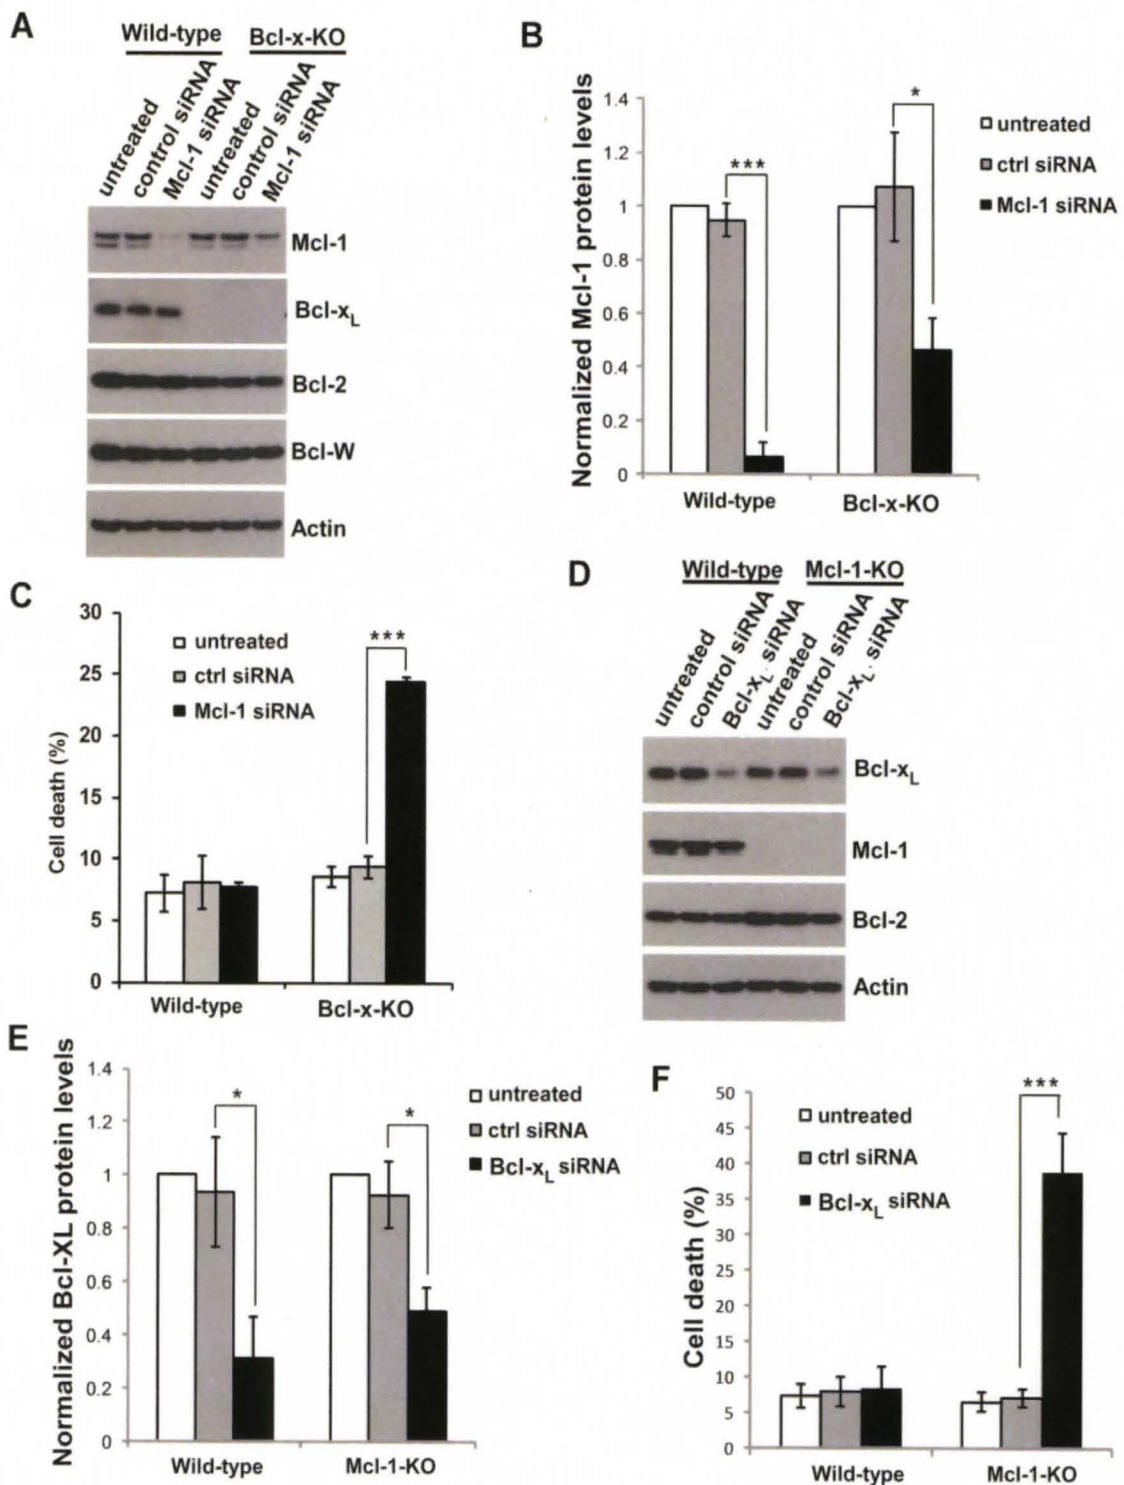 A
Wild-type Bcl-x-KO
untreated
control siRNA
Mcl-1 siRNA
untreated
control siRNA
Mcl-1 siRNA
Mcl-1
Bcl-xL
Bcl-2
Bcl-W
Actin
B
Normalized Mcl-1 protein levels
1.4
1.2
1
0.8
0.6
0.4
0.2
0
***
*
untreated
ctrl siRNA
Mcl-1 siRNA
Wild-type Bcl-x-KO
C
Cell death (%)
30
25
20
15
10
5
0
untreated
ctrl siRNA
Mcl-1 siRNA
***
Wild-type Bcl-x-KO
D
Wild-type Mcl-1-KO
untreated
control siRNA
Bcl-xL. siRNA
untreated
control siRNA
Bcl-xL. siRNA
Bcl-xL
Mcl-1
Bcl-2
Actin
E
Normalized Bcl-XL protein levels
1.4
1.2
1
0.8
0.6
0.4
0.2
0
*
*
untreated
ctrl siRNA
Bcl-xL siRNA
Wild-type Mcl-1-KO
F
Cell death (%)
50
45
40
35
30
25
20
15
10
5
0
untreated
ctrl siRNA
Bcl-xL siRNA
***
Wild-type Mcl-1-KO